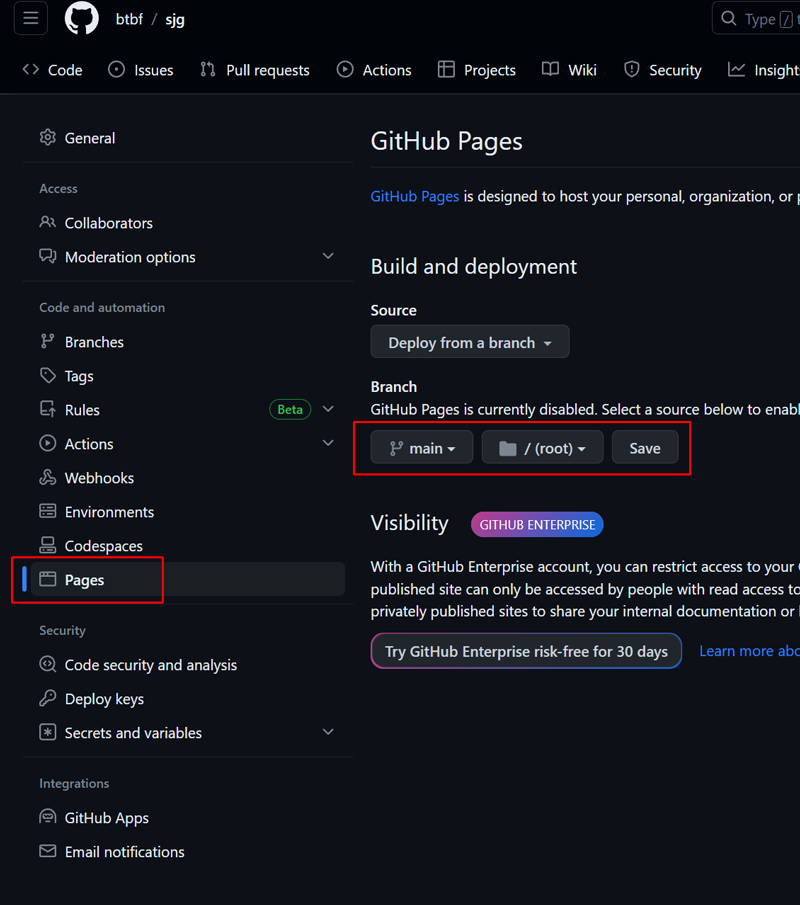 btbf / sjg
Type / t
Code Issues Pull requests Actions Projects Wiki Security Insights
General
Access
Collaborators
Moderation options
Code and automation
Branches
Tags
Rules Beta
Actions
Webhooks
Environments
Codespaces
Pages
Security
Code security and analysis
Deploy keys
Secrets and variables
Integrations
GitHub Apps
Email notifications
GitHub Pages
GitHub Pages is designed to host your personal, organization, or
Build and deployment
Source
Deploy from a branch
Branch
GitHub Pages is currently disabled. Select a source below to enabl
main / (root) Save
Visibility GITHUB ENTERPRISE
With a GitHub Enterprise account, you can restrict access to your
published site can only be accessed by people with read access to
privately published sites to share your internal documentation or
Try GitHub Enterprise risk-free for 30 days Learn more abo